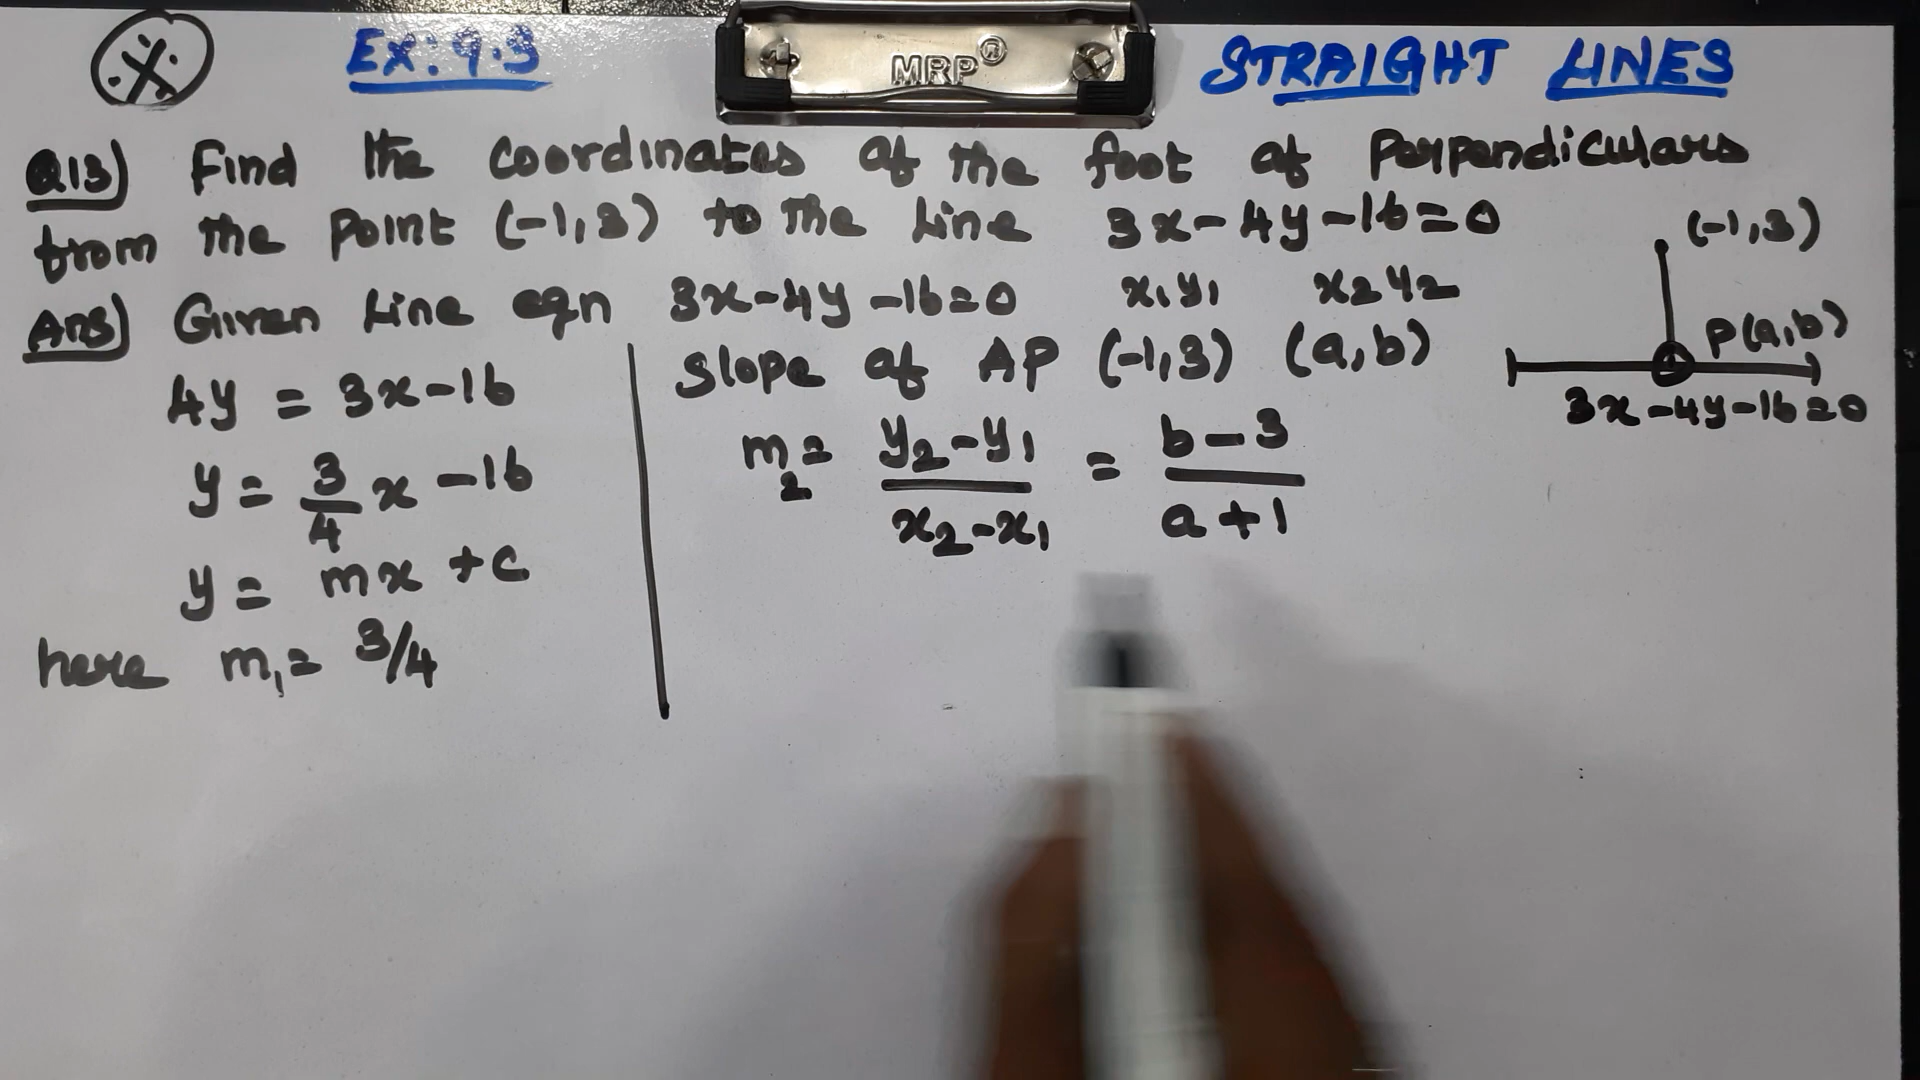 Ex: 9.3
MRP®
STRAIGHT LINES
Q13) Find the coordinates of the foot of perpendiculars
from the point (-1,3) to the line 3x-4y-16=0
(-1,3)
Ans) Given line eqn 3x-4y-16=0
x₁y₁ x₂y₂
P(a,b)
3x-4y-16=0
4y = 3x-16
y = 3/4 x -16
y = mx + c
here m₁= 3/4
slope of AP (-1,3) (a,b)
m₂= y₂-y₁/x₂-x₁ = b-3/a+1